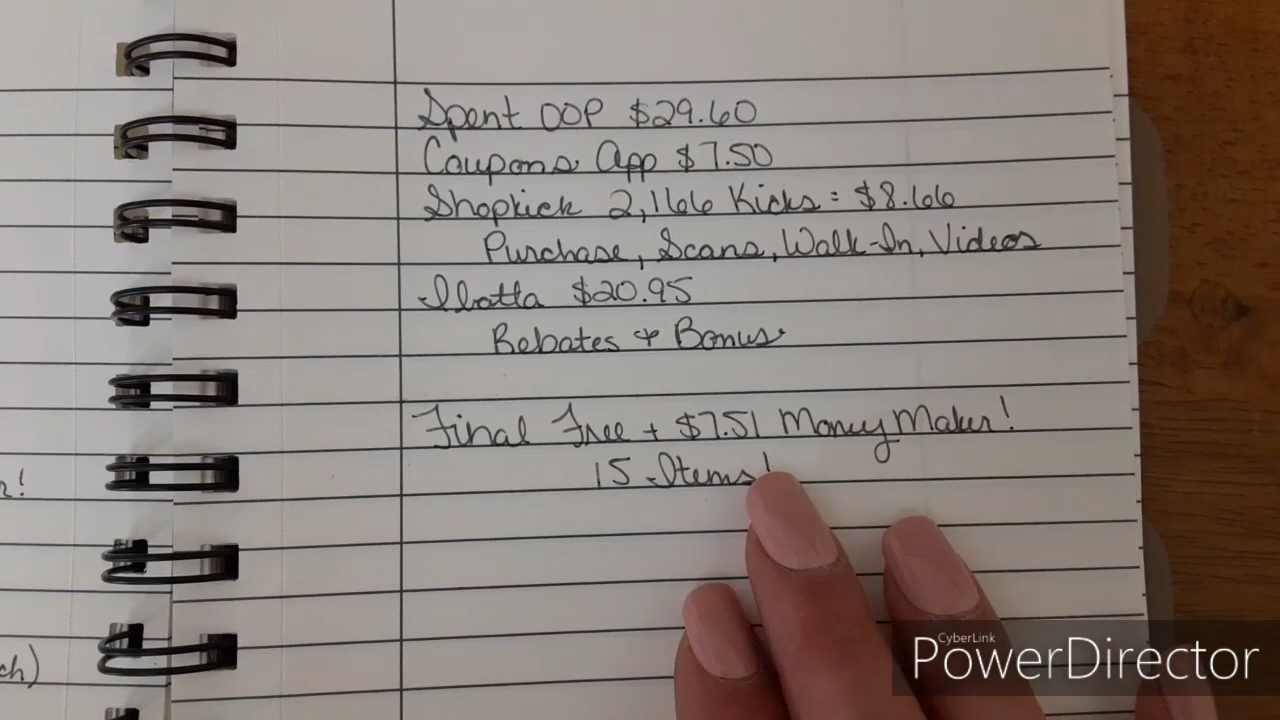 Spent OOP $29.60
Coupons App $7.50
Shopkick 2,166 Kicks = $8.66
Purchase, Scans, Walk-In, Videos
Ibotta $20.95
Rebates + Bonus
Final Free + $7.51 Money Maker!
15 Items!
r!
ch)
CyberLink
PowerDirector